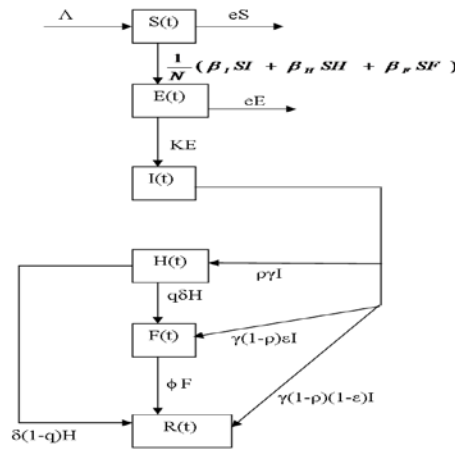 Λ
S(t)
eS
1/N (β_I SI + β_H SH + β_F SF)
E(t)
eE
KE
I(t)
H(t)
ργI
qδH
F(t)
γ(1-ρ)εI
ϕF
γ(1-ρ)(1-ε)I
R(t)
δ(1-q)H